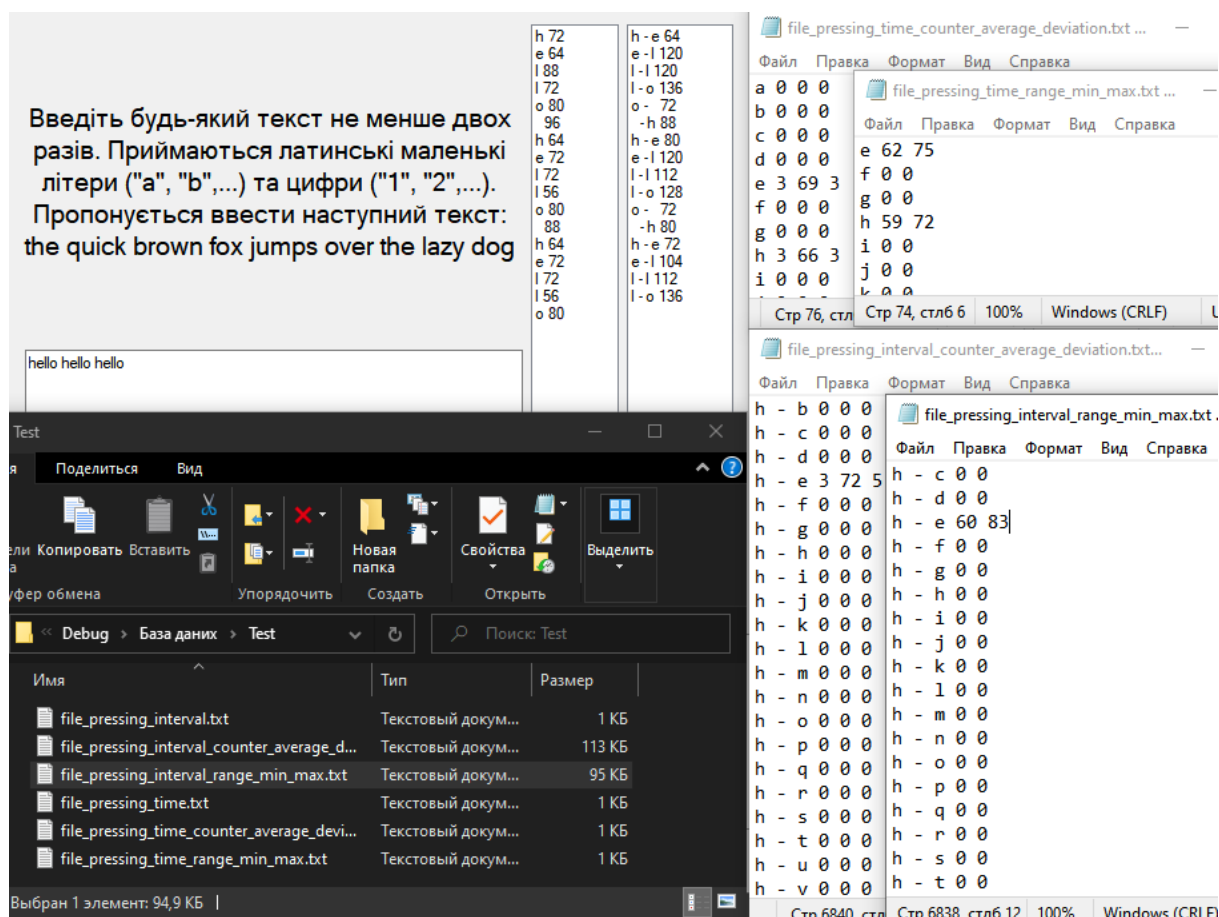 Введіть будь-який текст не менше двох
разів. Приймаються латинські маленькі
літери ("a", "b",...) та цифри ("1", "2",...).
Пропонується ввести наступний текст:
the quick brown fox jumps over the lazy dog
hello hello hello
h 72
e 64
l 88
l 72
o 80
96
h 64
e 72
l 72
l 56
o 80
88
h 64
e 72
l 72
l 56
o 80
h - e 64
e - l 120
l - l 120
l - o 136
o -   72
- h 88
h - e 80
e - l 120
l - l 112
l - o 128
o -   72
- h 80
h - e 72
e - l 104
l - l 112
l - o 136
file_pressing_time_counter_average_deviation.txt ...
Файл Правка Формат Вид Справка
a 0 0 0
b 0 0 0
c 0 0 0
d 0 0 0
e 3 69 3
f 0 0 0
g 0 0 0
h 3 66 3
i 0 0 0
Стр 76, стл
file_pressing_time_range_min_max.txt ...
Файл Правка Формат Вид Справка
e 62 75
f 0 0
g 0 0
h 59 72
i 0 0
j 0 0
k 0 0
Стр 74, стлб 6 100% Windows (CRLF)
file_pressing_interval_counter_average_deviation.txt...
Файл Правка Формат Вид Справка
h - b 0 0 0
h - c 0 0 0
h - d 0 0 0
h - e 3 72 5
h - f 0 0 0
h - g 0 0 0
h - h 0 0 0
h - i 0 0 0
h - j 0 0 0
h - k 0 0 0
h - l 0 0 0
h - m 0 0 0
h - n 0 0 0
h - o 0 0 0
h - p 0 0 0
h - q 0 0 0
h - r 0 0 0
h - s 0 0 0
h - t 0 0 0
h - u 0 0 0
h - v 0 0 0
Стр 6840, стл
file_pressing_interval_range_min_max.txt .
Файл Правка Формат Вид Справка
h - c 0 0
h - d 0 0
h - e 60 83
h - f 0 0
h - g 0 0
h - h 0 0
h - i 0 0
h - j 0 0
h - k 0 0
h - l 0 0
h - m 0 0
h - n 0 0
h - o 0 0
h - p 0 0
h - q 0 0
h - r 0 0
h - s 0 0
h - t 0 0
Стр 6838, стлб 12 100% Windows (CRLF)
Test
я Поделиться Вид
ели Копировать Вставить
а
Новая
папка
Свойства
Выделить
уфер обмена Упорядочить Создать Открыть
« Debug › База даних › Test
Поиск: Test
Имя Тип Размер
file_pressing_interval.txt Текстовый докум... 1 КБ
file_pressing_interval_counter_average_d... Текстовый докум... 113 КБ
file_pressing_interval_range_min_max.txt Текстовый докум... 95 КБ
file_pressing_time.txt Текстовый докум... 1 КБ
file_pressing_time_counter_average_devi... Текстовый докум... 1 КБ
file_pressing_time_range_min_max.txt Текстовый докум... 1 КБ
Выбран 1 элемент: 94,9 КБ